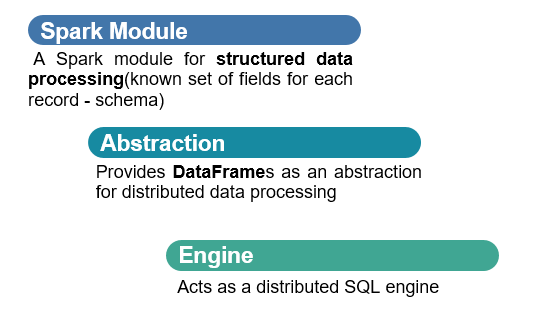 Spark Module
A Spark module for structured data
processing(known set of fields for each
record - schema)
Abstraction
Provides DataFrames as an abstraction
for distributed data processing
Engine
Acts as a distributed SQL engine